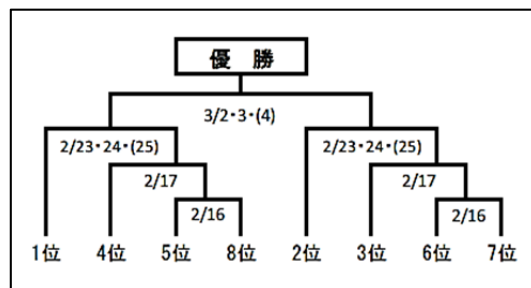 優 勝
3/2・3・(4)
2/23・24・(25) 2/23・24・(25)
2/17 2/17
2/16 2/16
1位 4位 5位 8位 2位 3位 6位 7位